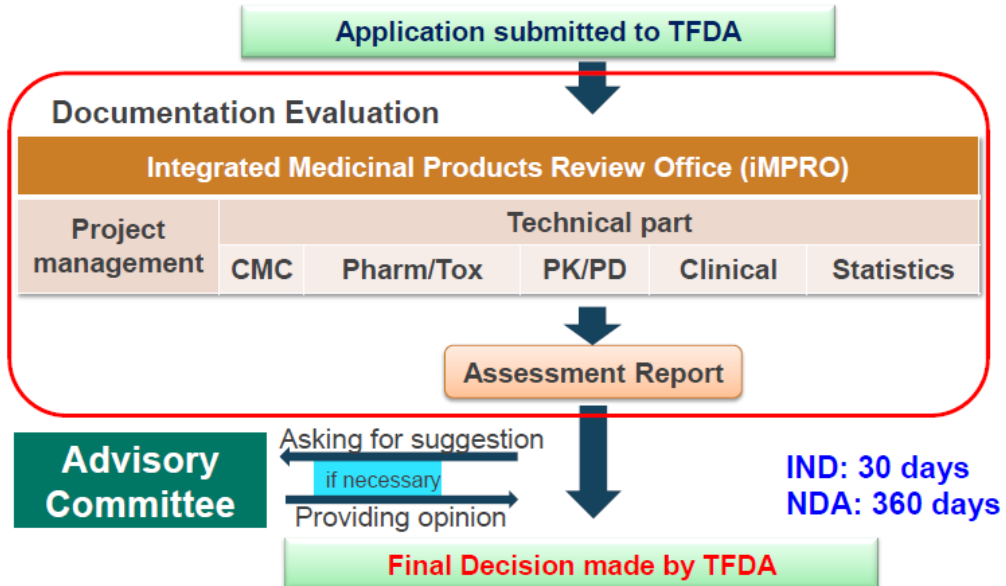 Application submitted to TFDA
Documentation Evaluation
Integrated Medicinal Products Review Office (iMPRO)
Project
management
Technical part
CMC
Pharm/Tox
PK/PD
Clinical
Statistics
Assessment Report
Advisory
Committee
Asking for suggestion
if necessary
Providing opinion
IND: 30 days
NDA: 360 days
Final Decision made by TFDA